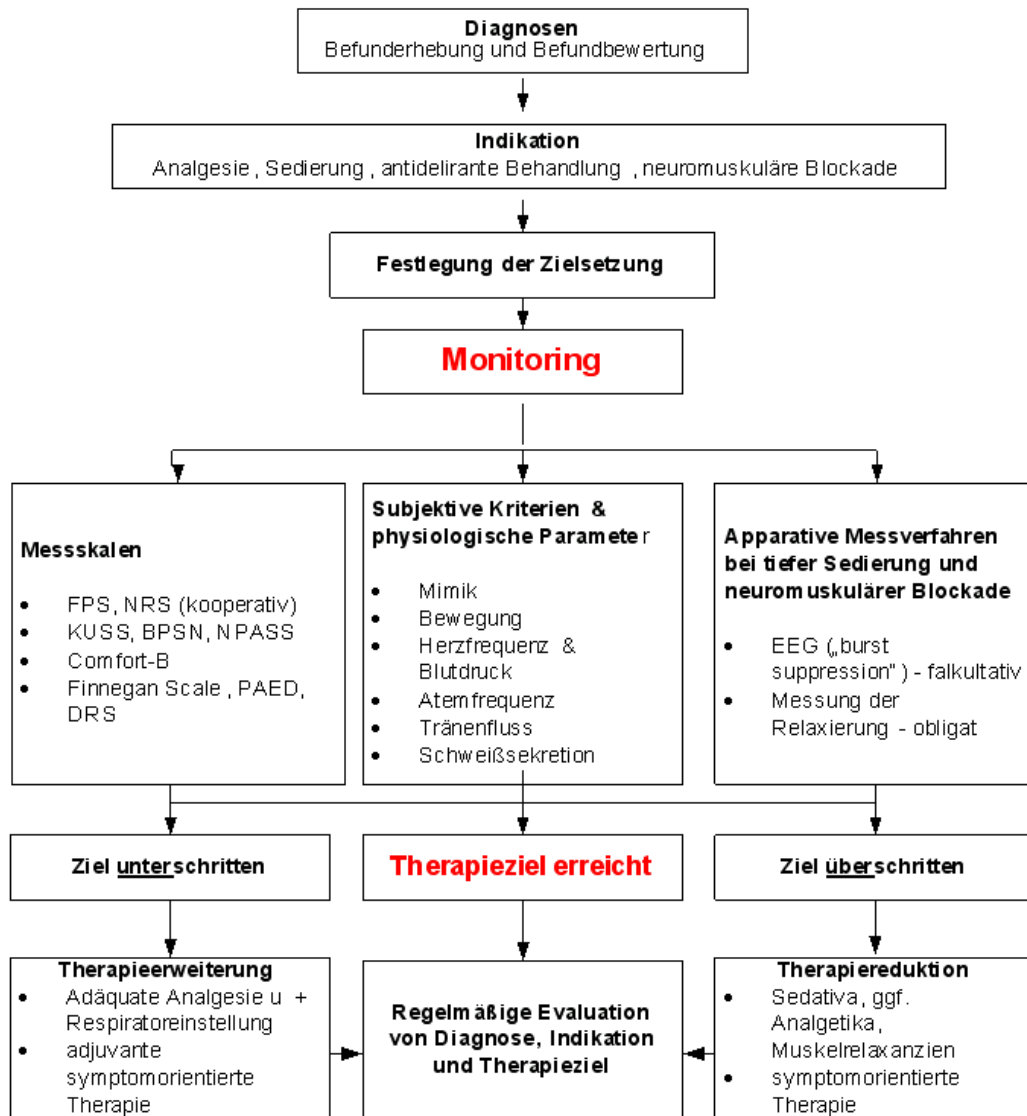 Diagnosen
Befunderhebung und Befundbewertung
Indikation
Analgesie , Sedierung , antidelirante Behandlung , neuromuskuläre Blockade
Festlegung der Zielsetzung
Monitoring
Messskalen
• FPS, NRS (kooperativ)
• KUSS, BPSN, NPASS
• Comfort-B
• Finnegan Scale , PAED,
DRS
Subjektive Kriterien &
physiologische Parameter
• Mimik
• Bewegung
• Herzfrequenz &
Blutdruck
• Atemfrequenz
• Tränenfluss
• Schweißsekretion
Apparative Messverfahren
bei tiefer Sedierung und
neuromuskulärer Blockade
• EEG („burst
suppression") - falkultativ
• Messung der
Relaxierung - obligat
Ziel unterschritten
Therapieziel erreicht
Ziel überschritten
Therapieerweiterung
• Adäquate Analgesie u +
Respiratoreinstellung
• adjuvante
symptomorientierte
Therapie
Regelmäßige Evaluation
von Diagnose, Indikation
und Therapieziel
Therapiereduktion
• Sedativa, ggf.
Analgetika,
Muskelrelaxanzien
• symptomorientierte
Therapie